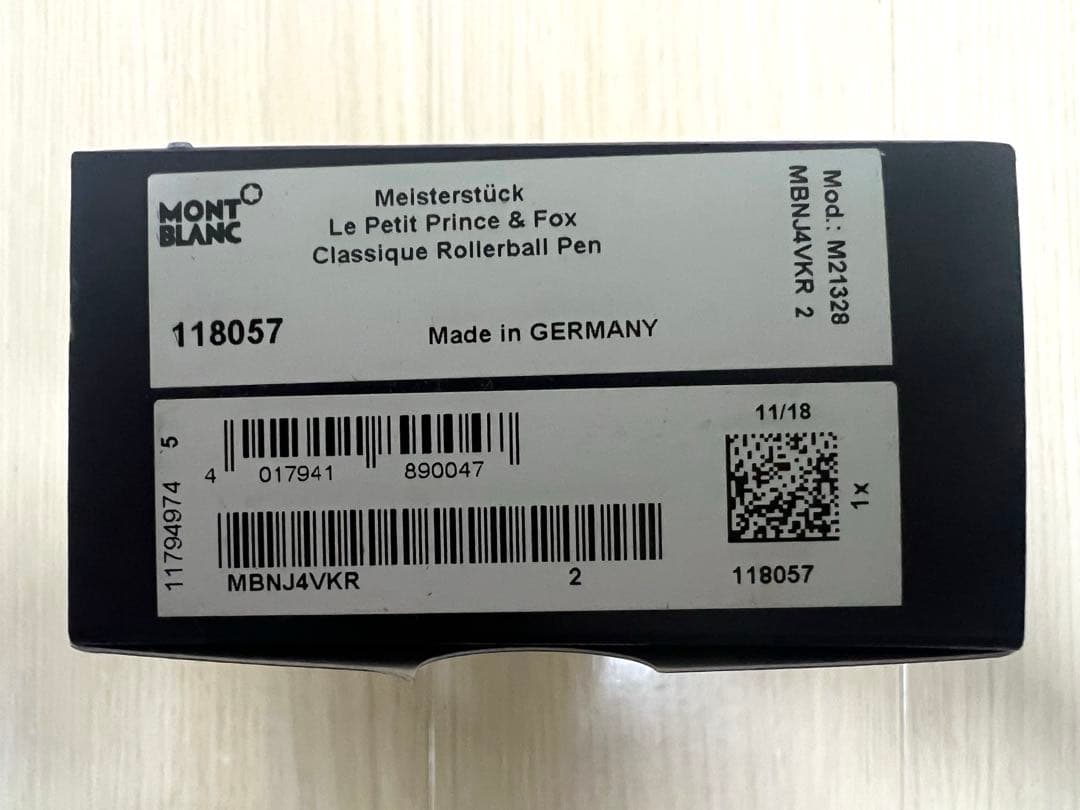 MONT
BLANC
Meisterstück
Le Petit Prince & Fox
Classique Rollerball Pen
118057
Made in GERMANY
Mod.: M21328
MBNJ4VKR 2
11794974 5
4 017941 890047
MBNJ4VKR 2
11/18
1x
118057